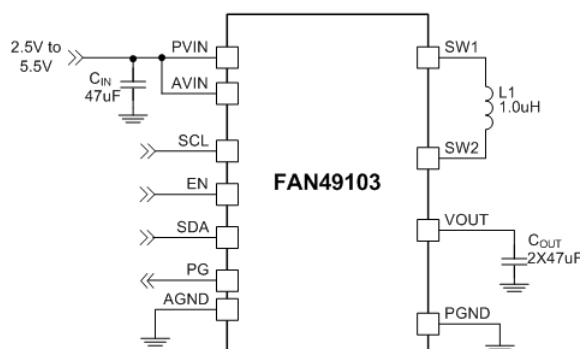 2.5V to
5.5V
PVIN
CIN
47uF
AVIN
SCL
EN
SDA
PG
AGND
FAN49103
SW1
L1
1.0uH
SW2
VOUT
COUT
2X47uF
PGND